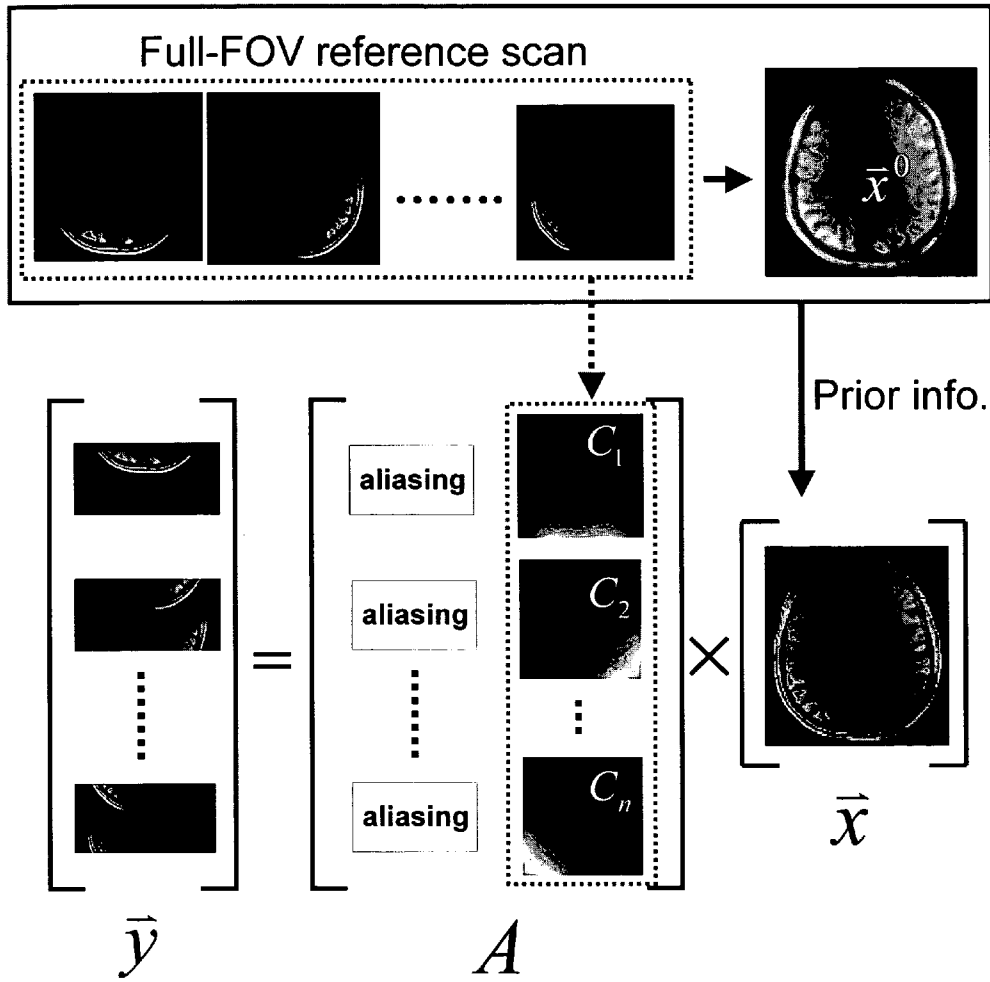 Full-FOV reference scan
x⃗⁰
Prior info.
aliasing
C₁
aliasing
C₂
=
×
aliasing
Cₙ
x⃗
y⃗
A